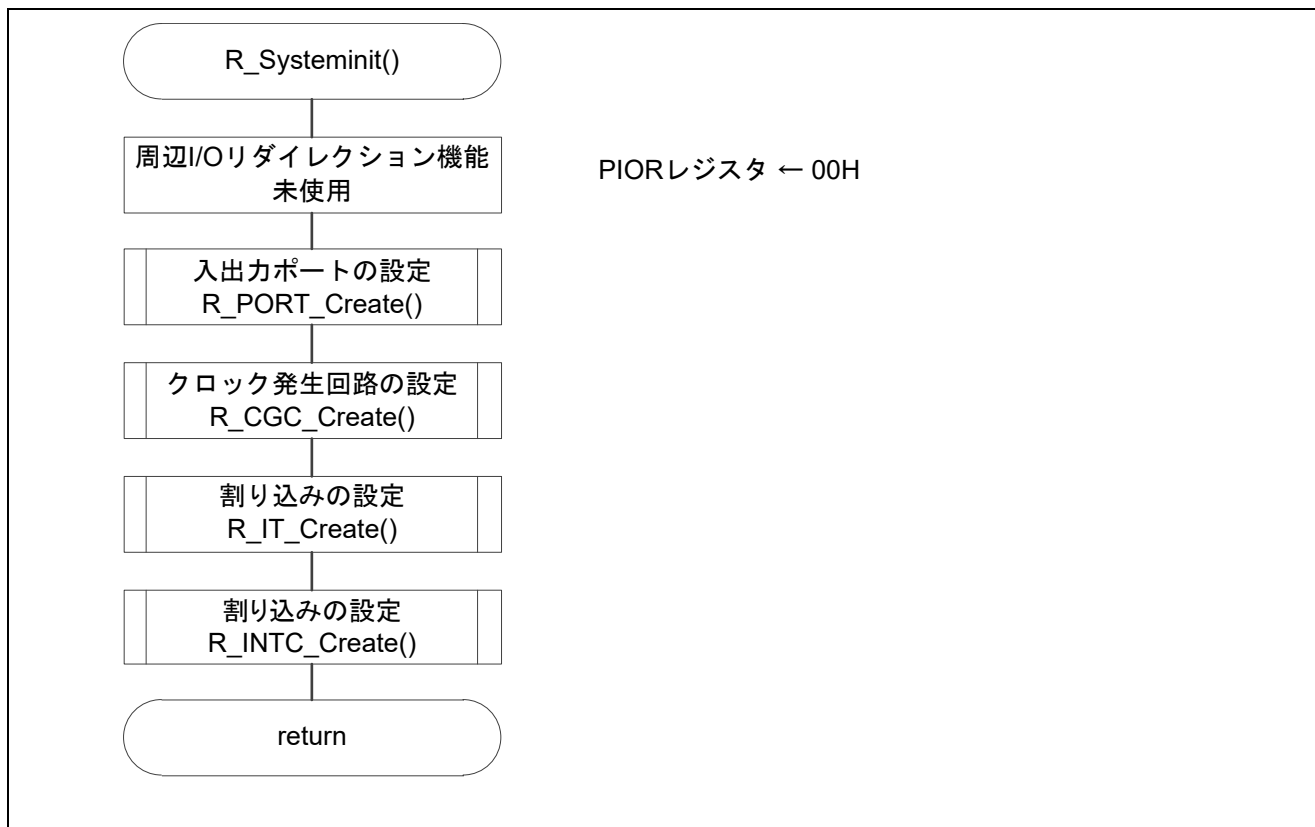 R_Systeminit()
周辺I/Oリダイレクション機能
未使用
PIORレジスタ ← 00H
入出力ポートの設定
R_PORT_Create()
クロック発生回路の設定
R_CGC_Create()
割り込みの設定
R_IT_Create()
割り込みの設定
R_INTC_Create()
return